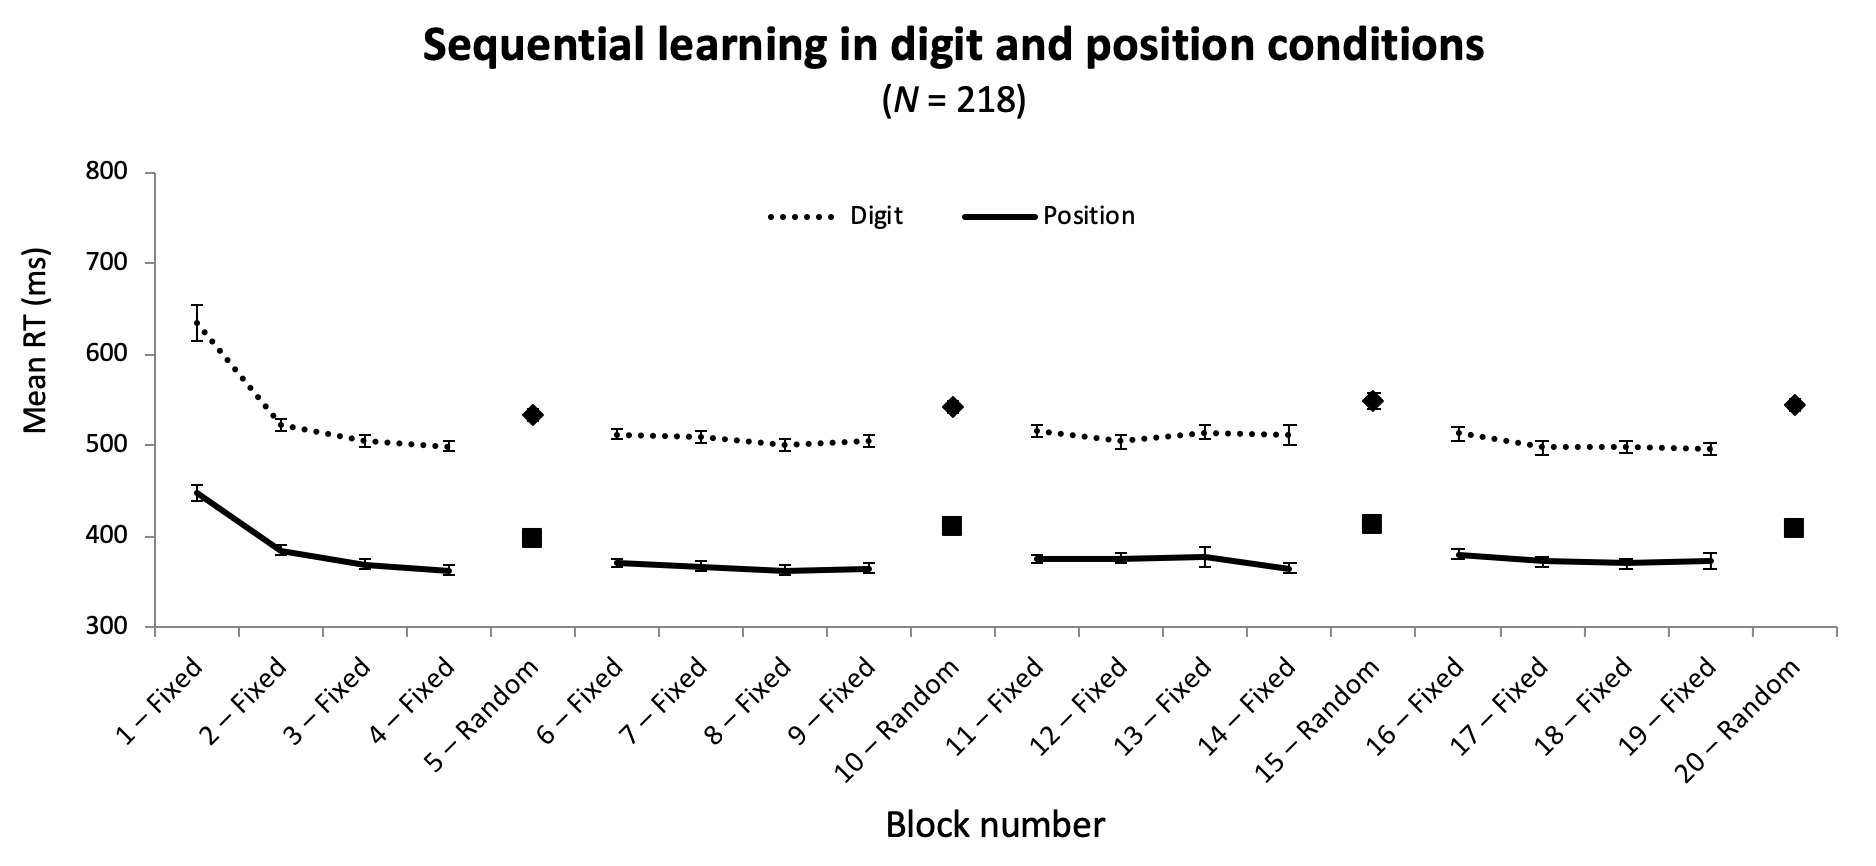 Sequential learning in digit and position conditions
(N = 218)
800
700
600
500
400
300
Mean RT (ms)
Digit
Position
1 – Fixed
2 – Fixed
3 – Fixed
4 – Fixed
5 – Random
6 – Fixed
7 – Fixed
8 – Fixed
9 – Fixed
10 – Random
11 – Fixed
12 – Fixed
13 – Fixed
14 – Fixed
15 – Random
16 – Fixed
17 – Fixed
18 – Fixed
19 – Fixed
20 – Random
Block number